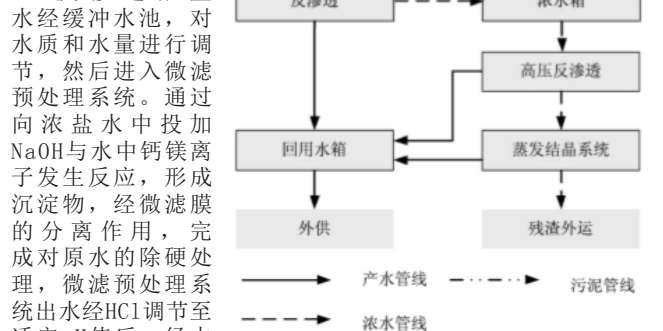 水经缓冲水池，对
水质和水量进行调
节，然后进入微滤
预处理系统。通过
向浓盐水中投加
NaOH与水中钙镁离
子发生反应，形成
沉淀物，经微滤膜
的分离作用，完
成对原水的除硬处
理，微滤预处理系
统出水经HCl调节至
反渗透
浓水箱
高压反渗透
回用水箱
蒸发结晶系统
外供
残渣外运
产水管线
污泥管线
浓水管线